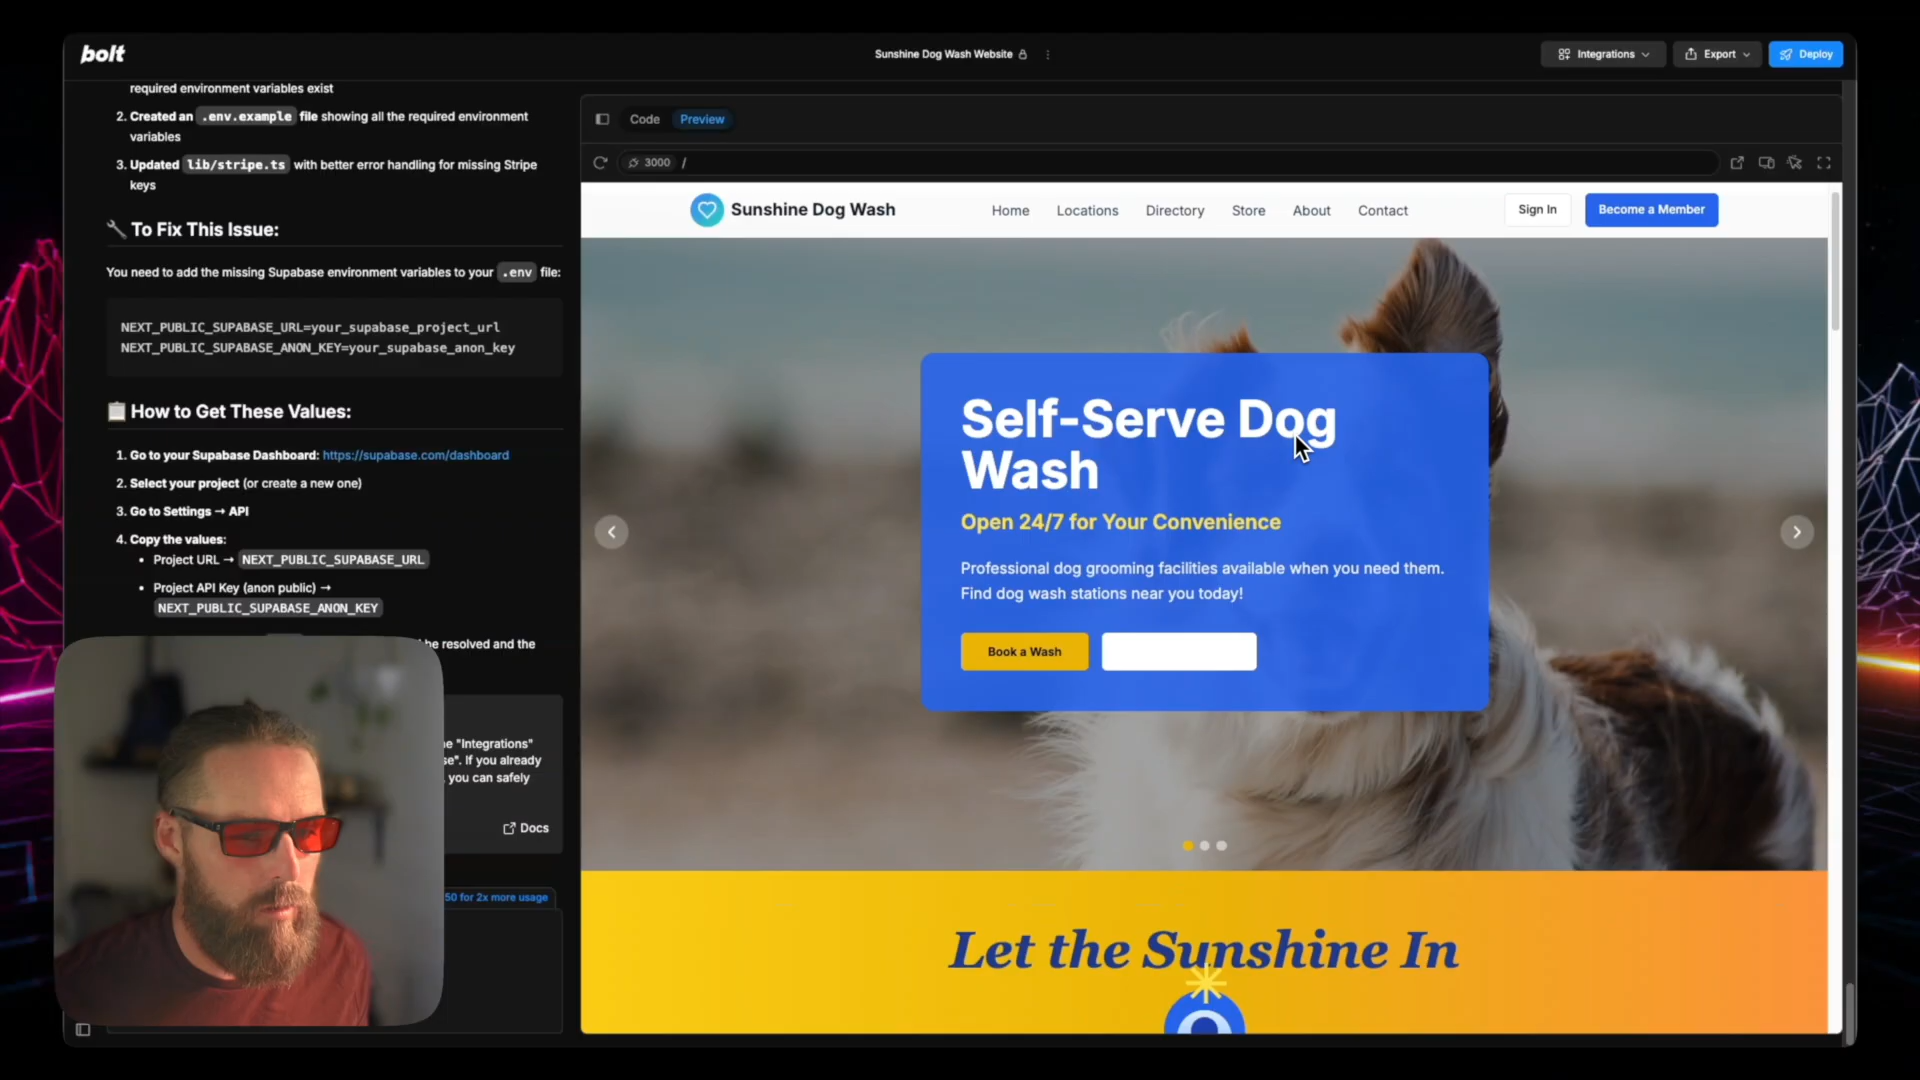 bolt
Sunshine Dog Wash Website
Integrations
Export
Deploy
required environment variables exist
2. Created an .env.example file showing all the required environment
variables
3. Updated lib/stripe.ts with better error handling for missing Stripe
keys
To Fix This Issue:
You need to add the missing Supabase environment variables to your .env file:
NEXT_PUBLIC_SUPABASE_URL=your_supabase_project_url
NEXT_PUBLIC_SUPABASE_ANON_KEY=your_supabase_anon_key
How to Get These Values:
1. Go to your Supabase Dashboard: https://supabase.com/dashboard
2. Select your project (or create a new one)
3. Go to Settings → API
4. Copy the values:
• Project URL → NEXT_PUBLIC_SUPABASE_URL
• Project API Key (anon public) →
NEXT_PUBLIC_SUPABASE_ANON_KEY
be resolved and the
"Integrations"
If you already
you can safely
Docs
50 for 2x more usage
Code
Preview
3000 /
Sunshine Dog Wash
Home
Locations
Directory
Store
About
Contact
Sign In
Become a Member
Self-Serve Dog
Wash
Open 24/7 for Your Convenience
Professional dog grooming facilities available when you need them.
Find dog wash stations near you today!
Book a Wash
Let the Sunshine In